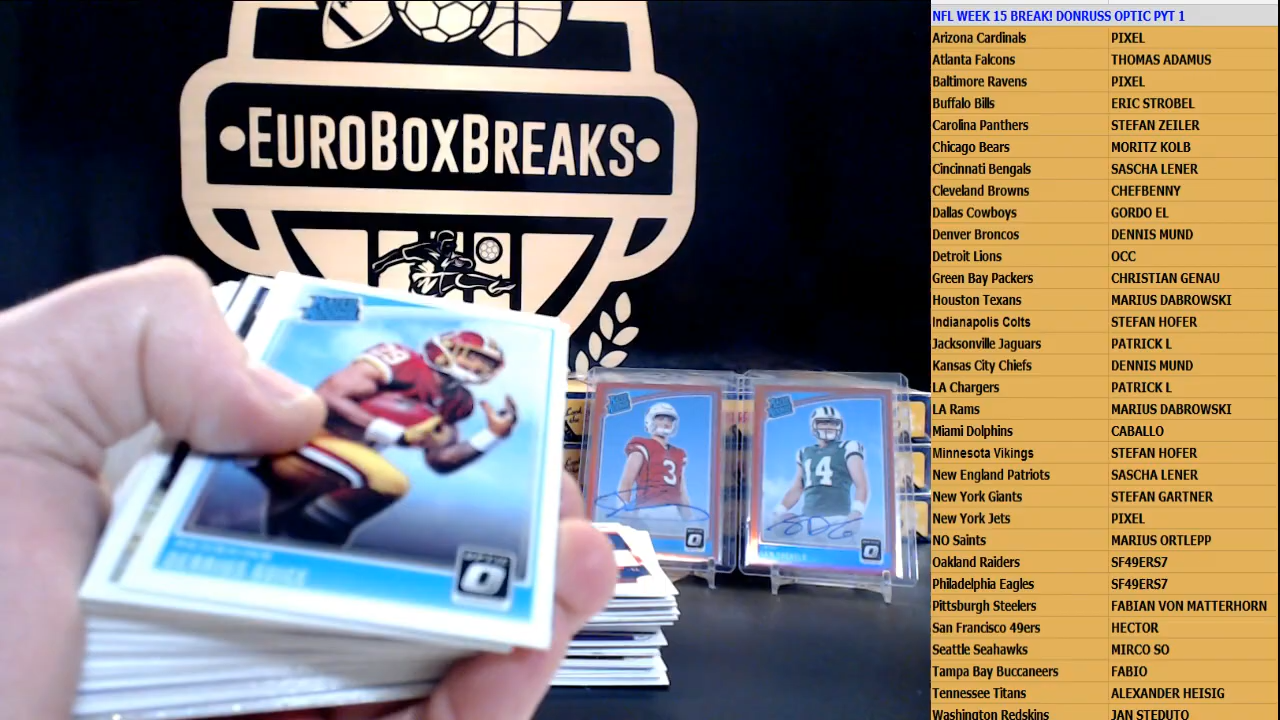 EUROBOXBREAKS
3
14
OPTIC
NFL WEEK 15 BREAK! DONRUSS OPTIC PYT 1
Arizona Cardinals PIXEL
Atlanta Falcons THOMAS ADAMUS
Baltimore Ravens PIXEL
Buffalo Bills ERIC STROBEL
Carolina Panthers STEFAN ZEILER
Chicago Bears MORITZ KOLB
Cincinnati Bengals SASCHA LENER
Cleveland Browns CHEFBENNY
Dallas Cowboys GORDO EL
Denver Broncos DENNIS MUND
Detroit Lions OCC
Green Bay Packers CHRISTIAN GENAU
Houston Texans MARIUS DABROWSKI
Indianapolis Colts STEFAN HOFER
Jacksonville Jaguars PATRICK L
Kansas City Chiefs DENNIS MUND
LA Chargers PATRICK L
LA Rams MARIUS DABROWSKI
Miami Dolphins CABALLO
Minnesota Vikings STEFAN HOFER
New England Patriots SASCHA LENER
New York Giants STEFAN GARTNER
New York Jets PIXEL
NO Saints MARIUS ORTLEPP
Oakland Raiders SF49ERS7
Philadelphia Eagles SF49ERS7
Pittsburgh Steelers FABIAN VON MATTERHORN
San Francisco 49ers HECTOR
Seattle Seahawks MIRCO SO
Tampa Bay Buccaneers FABIO
Tennessee Titans ALEXANDER HEISIG
Washington Redskins JAN STEDUTO